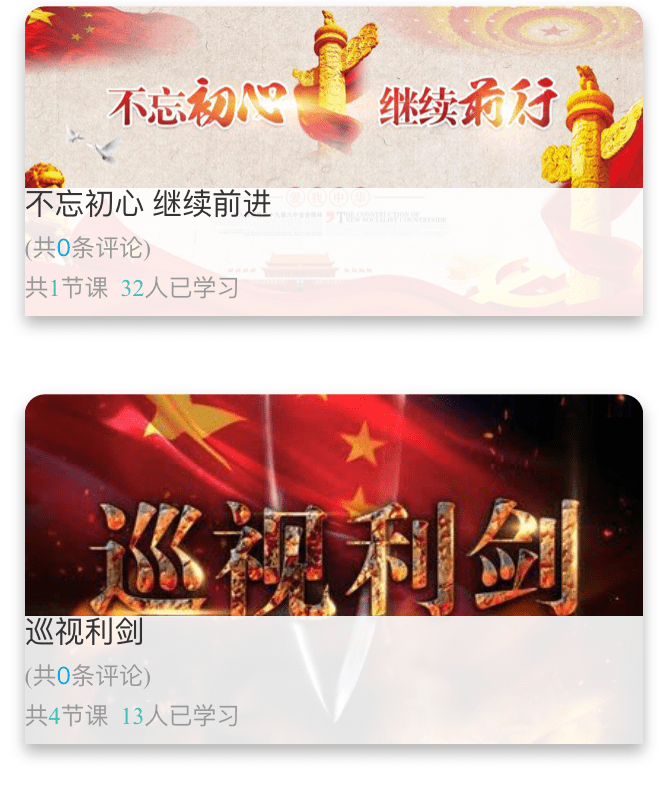 不忘初心 继续前行
不忘初心 继续前进
(共0条评论)
共1节课 32人已学习
巡视利剑
巡视利剑
(共0条评论)
共4节课 13人已学习